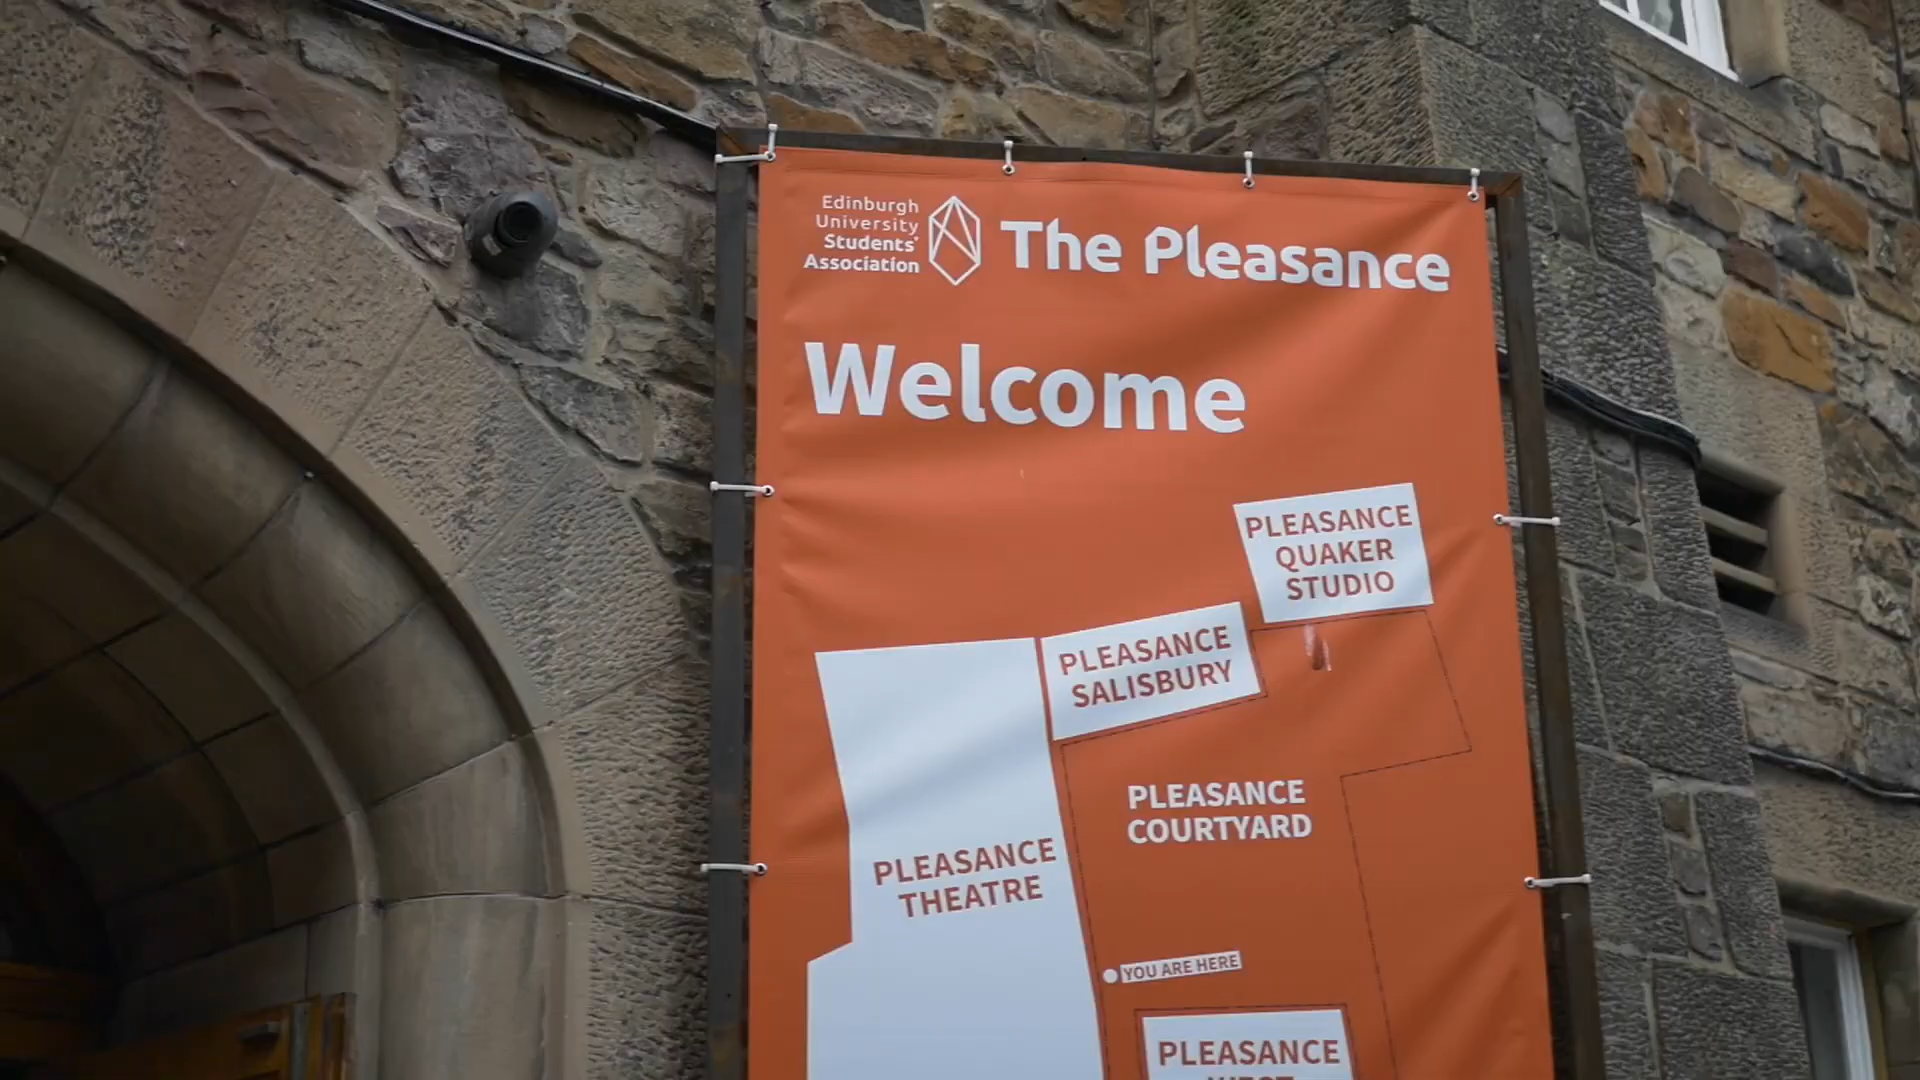 Edinburgh
University
Students'
Association
The Pleasance
Welcome
PLEASANCE
QUAKER
STUDIO
PLEASANCE
SALISBURY
PLEASANCE
COURTYARD
PLEASANCE
THEATRE
YOU ARE HERE
PLEASANCE